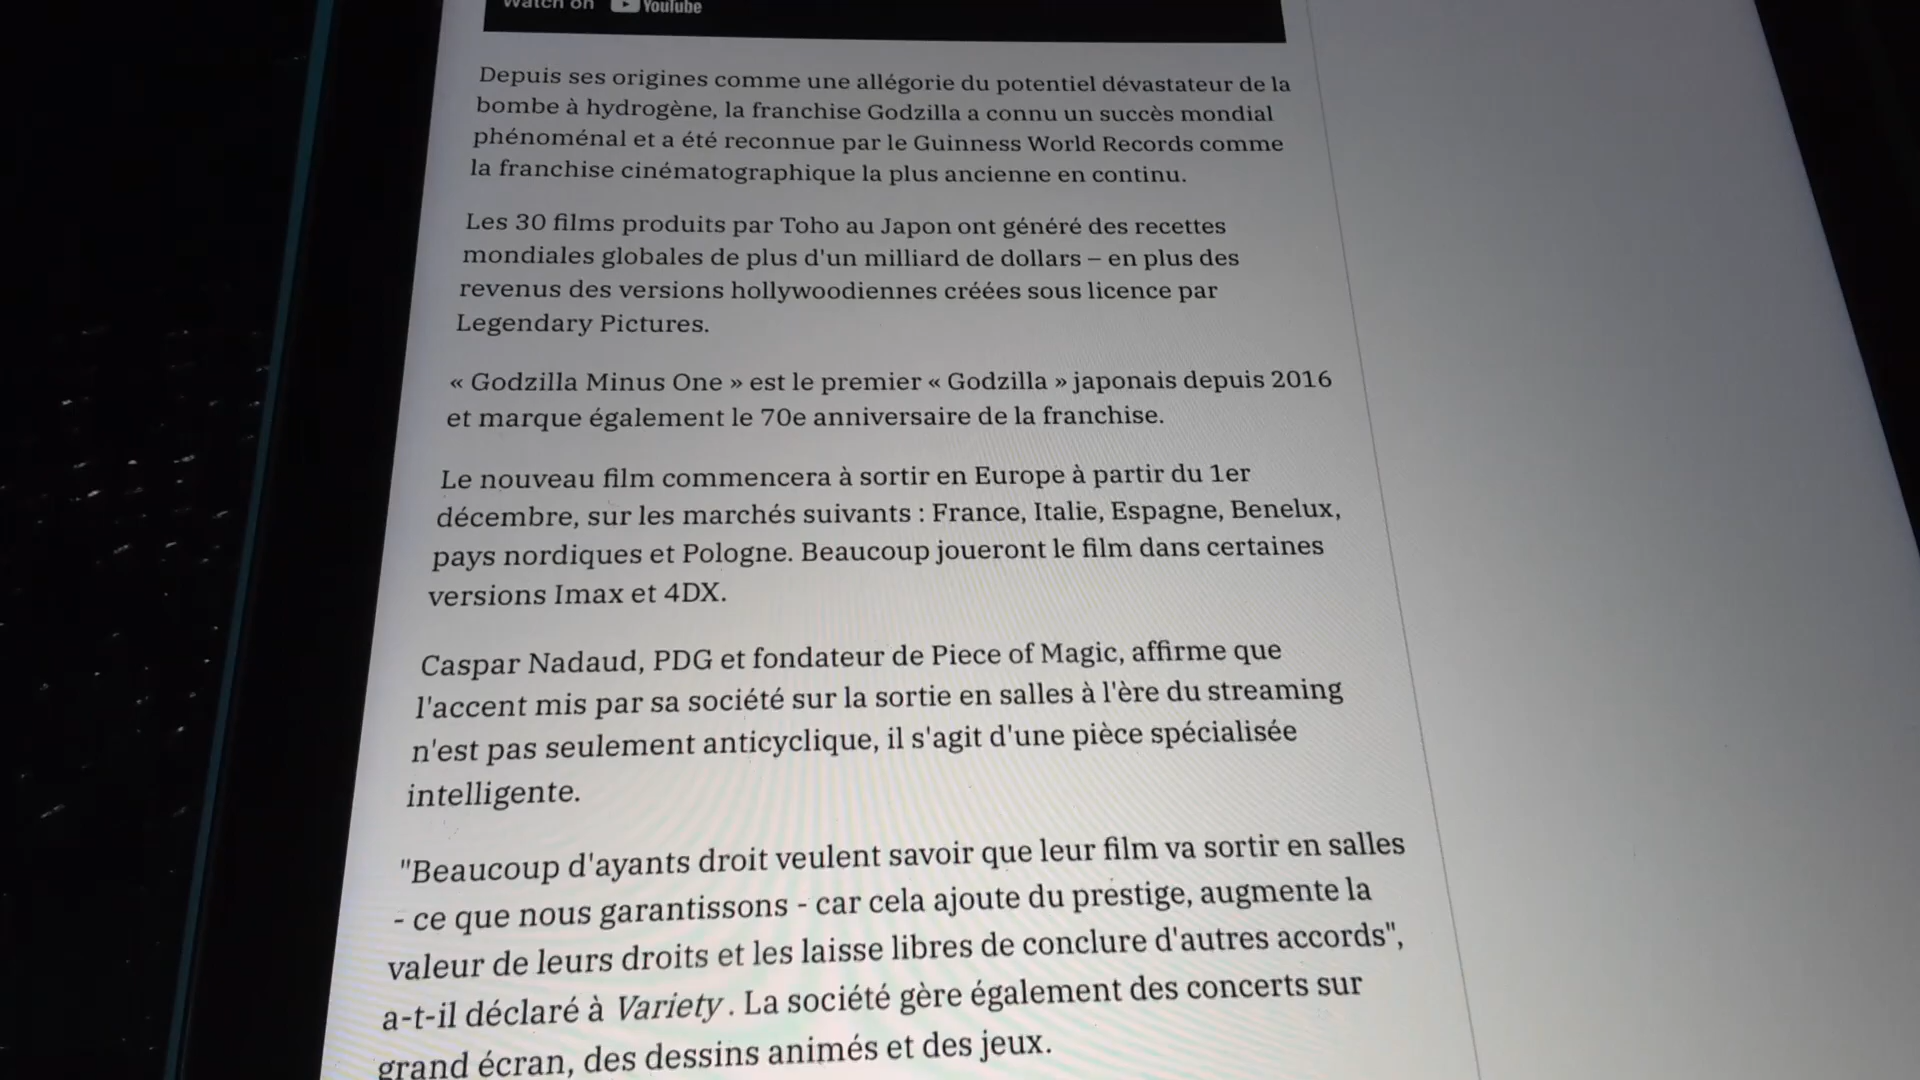 Watch on YouTube
Depuis ses origines comme une allégorie du potentiel dévastateur de la
bombe à hydrogène, la franchise Godzilla a connu un succès mondial
phénoménal et a été reconnue par le Guinness World Records comme
la franchise cinématographique la plus ancienne en continu.
Les 30 films produits par Toho au Japon ont généré des recettes
mondiales globales de plus d'un milliard de dollars – en plus des
revenus des versions hollywoodiennes créées sous licence par
Legendary Pictures.
« Godzilla Minus One » est le premier « Godzilla » japonais depuis 2016
et marque également le 70e anniversaire de la franchise.
Le nouveau film commencera à sortir en Europe à partir du 1er
décembre, sur les marchés suivants : France, Italie, Espagne, Benelux,
pays nordiques et Pologne. Beaucoup joueront le film dans certaines
versions Imax et 4DX.
Caspar Nadaud, PDG et fondateur de Piece of Magic, affirme que
l'accent mis par sa société sur la sortie en salles à l'ère du streaming
n'est pas seulement anticyclique, il s'agit d'une pièce spécialisée
intelligente.
"Beaucoup d'ayants droit veulent savoir que leur film va sortir en salles
- ce que nous garantissons - car cela ajoute du prestige, augmente la
valeur de leurs droits et les laisse libres de conclure d'autres accords",
a-t-il déclaré à Variety . La société gère également des concerts sur
grand écran, des dessins animés et des jeux.